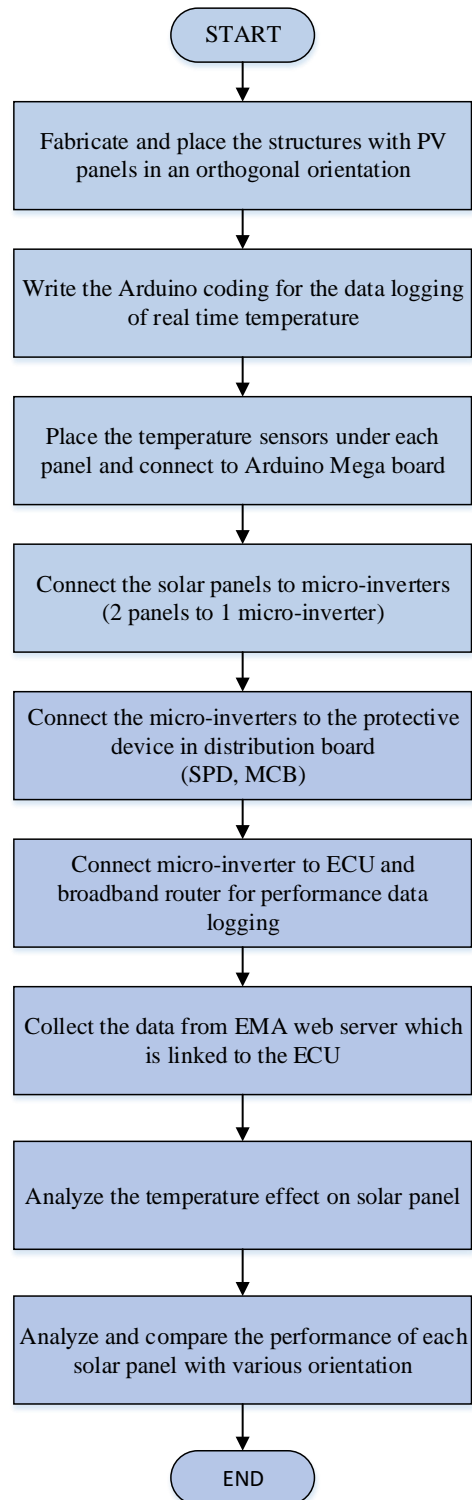 START
Fabricate and place the structures with PV
panels in an orthogonal orientation
Write the Arduino coding for the data logging
of real time temperature
Place the temperature sensors under each
panel and connect to Arduino Mega board
Connect the solar panels to micro-inverters
(2 panels to 1 micro-inverter)
Connect the micro-inverters to the protective
device in distribution board
(SPD, MCB)
Connect micro-inverter to ECU and
broadband router for performance data
logging
Collect the data from EMA web server which
is linked to the ECU
Analyze the temperature effect on solar panel
Analyze and compare the performance of each
solar panel with various orientation
END